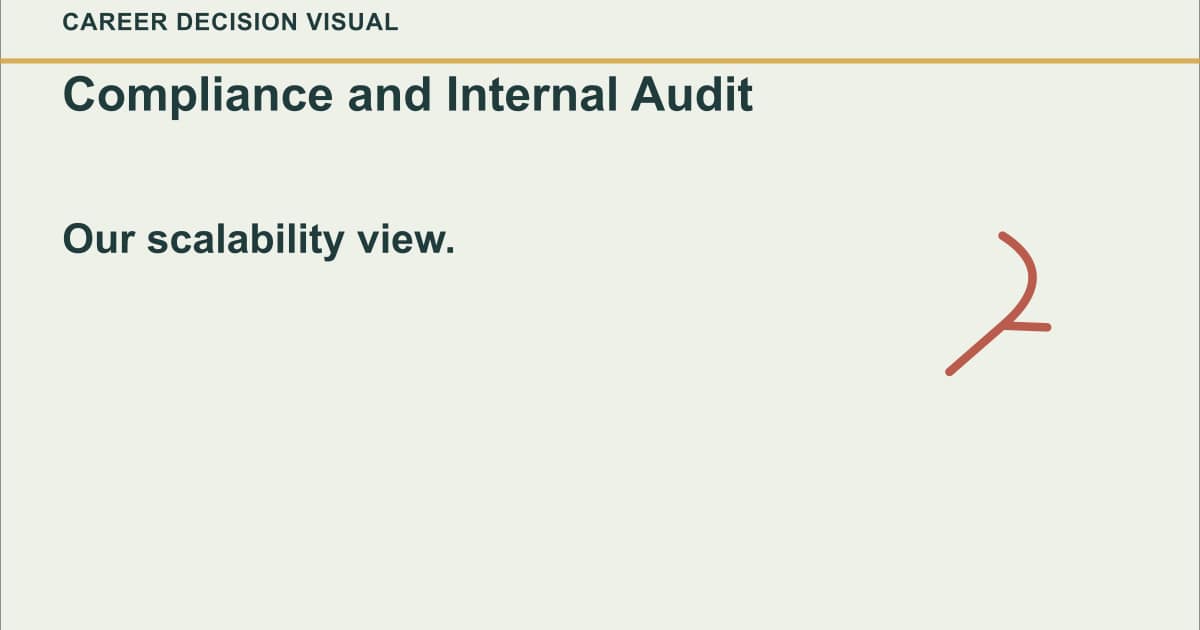 CAREER DECISION VISUAL
Compliance and Internal Audit
Our scalability view.